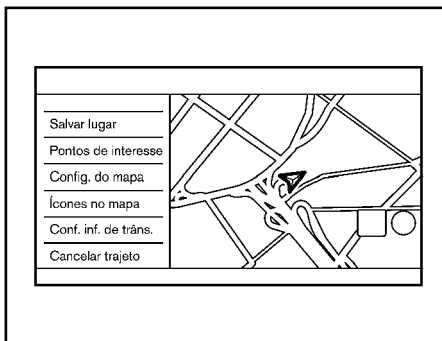 Salvar lugar
Pontos de interesse
Config. do mapa
Ícones no mapa
Conf. inf. de trâns.
Cancelar trajeto